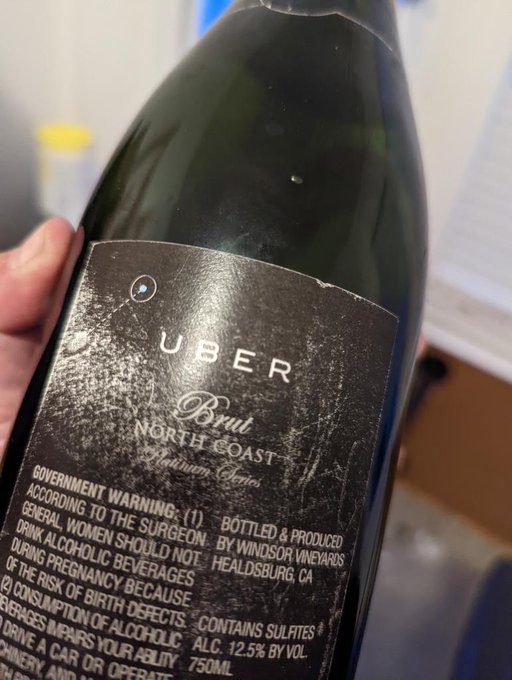 UBER
Brut
NORTH COAST
Platinum Series
GOVERNMENT WARNING: (1)
ACCORDING TO THE SURGEON
GENERAL, WOMEN SHOULD NOT
DRINK ALCOHOLIC BEVERAGES
DURING PREGNANCY BECAUSE
OF THE RISK OF BIRTH DEFECTS.
(2) CONSUMPTION OF ALCOHOLIC
BEVERAGES IMPAIRS YOUR ABILITY
DRIVE A CAR OR OPERATE
BOTTLED & PRODUCED
BY WINDSOR VINEYARDS
HEALDSBURG, CA
CONTAINS SULFITES
ALC. 12.5% BY VOL.
750ML